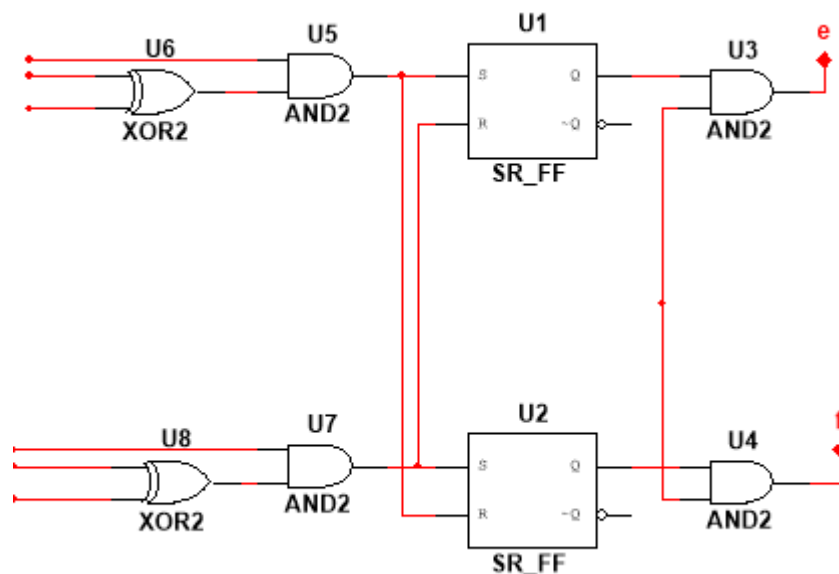 U1
e
U5
U6
U3
S
Q
R
~Q
AND2
XOR2
AND2
SR_FF
U2
f
U7
U8
U4
S
Q
R
~Q
AND2
XOR2
AND2
SR_FF